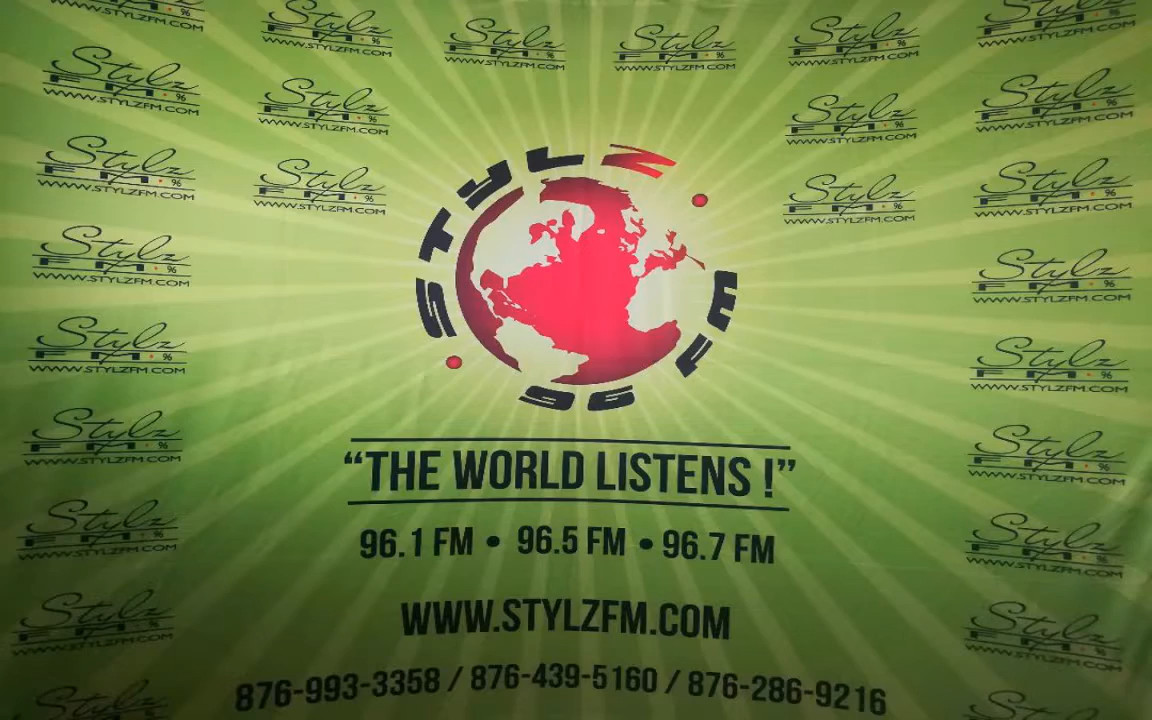 STYLZ
96 FM
"THE WORLD LISTENS !"
96.1 FM • 96.5 FM • 96.7 FM
WWW.STYLZFM.COM
876-993-3358 / 876-439-5160 / 876-286-9216
Stylz FM 96
WWW.STYLZFM.COM